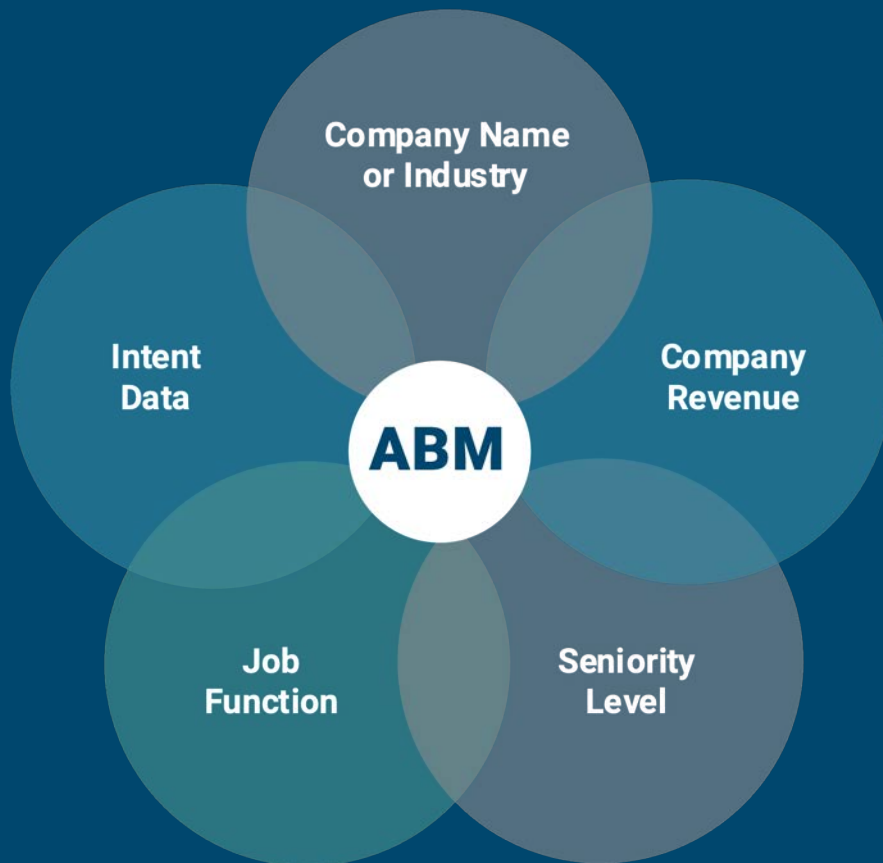 Company Name
or Industry
Intent
Data
Company
Revenue
ABM
Job
Function
Seniority
Level